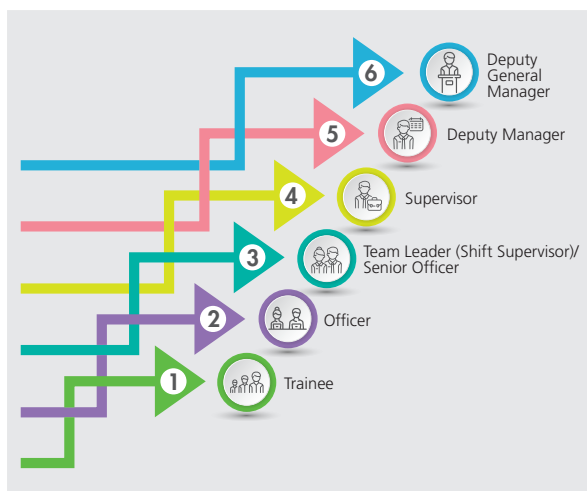 6
Deputy
General
Manager
5
Deputy Manager
4
Supervisor
3
Team Leader (Shift Supervisor)/
Senior Officer
2
Officer
1
Trainee